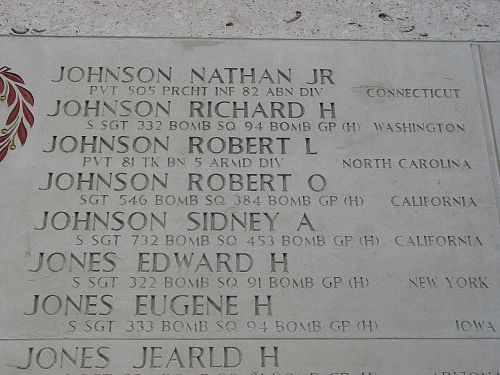 JOHNSON NATHAN JR
PVT 505 PRCHT INF 82 ABN DIV CONNECTICUT
JOHNSON RICHARD H
S SGT 332 BOMB SQ 94 BOMB GP (H) WASHINGTON
JOHNSON ROBERT L
PVT 81 TK BN 5 ARMD DIV NORTH CAROLINA
JOHNSON ROBERT O
SGT 546 BOMB SQ 384 BOMB GP (H) CALIFORNIA
JOHNSON SIDNEY A
S SGT 732 BOMB SQ 453 BOMB GP (H) CALIFORNIA
JONES EDWARD H
S SGT 322 BOMB SQ 91 BOMB GP (H) NEW YORK
JONES EUGENE H
S SGT 333 BOMB SQ 94 BOMB GP (H) IOWA
JONES JEARLD H